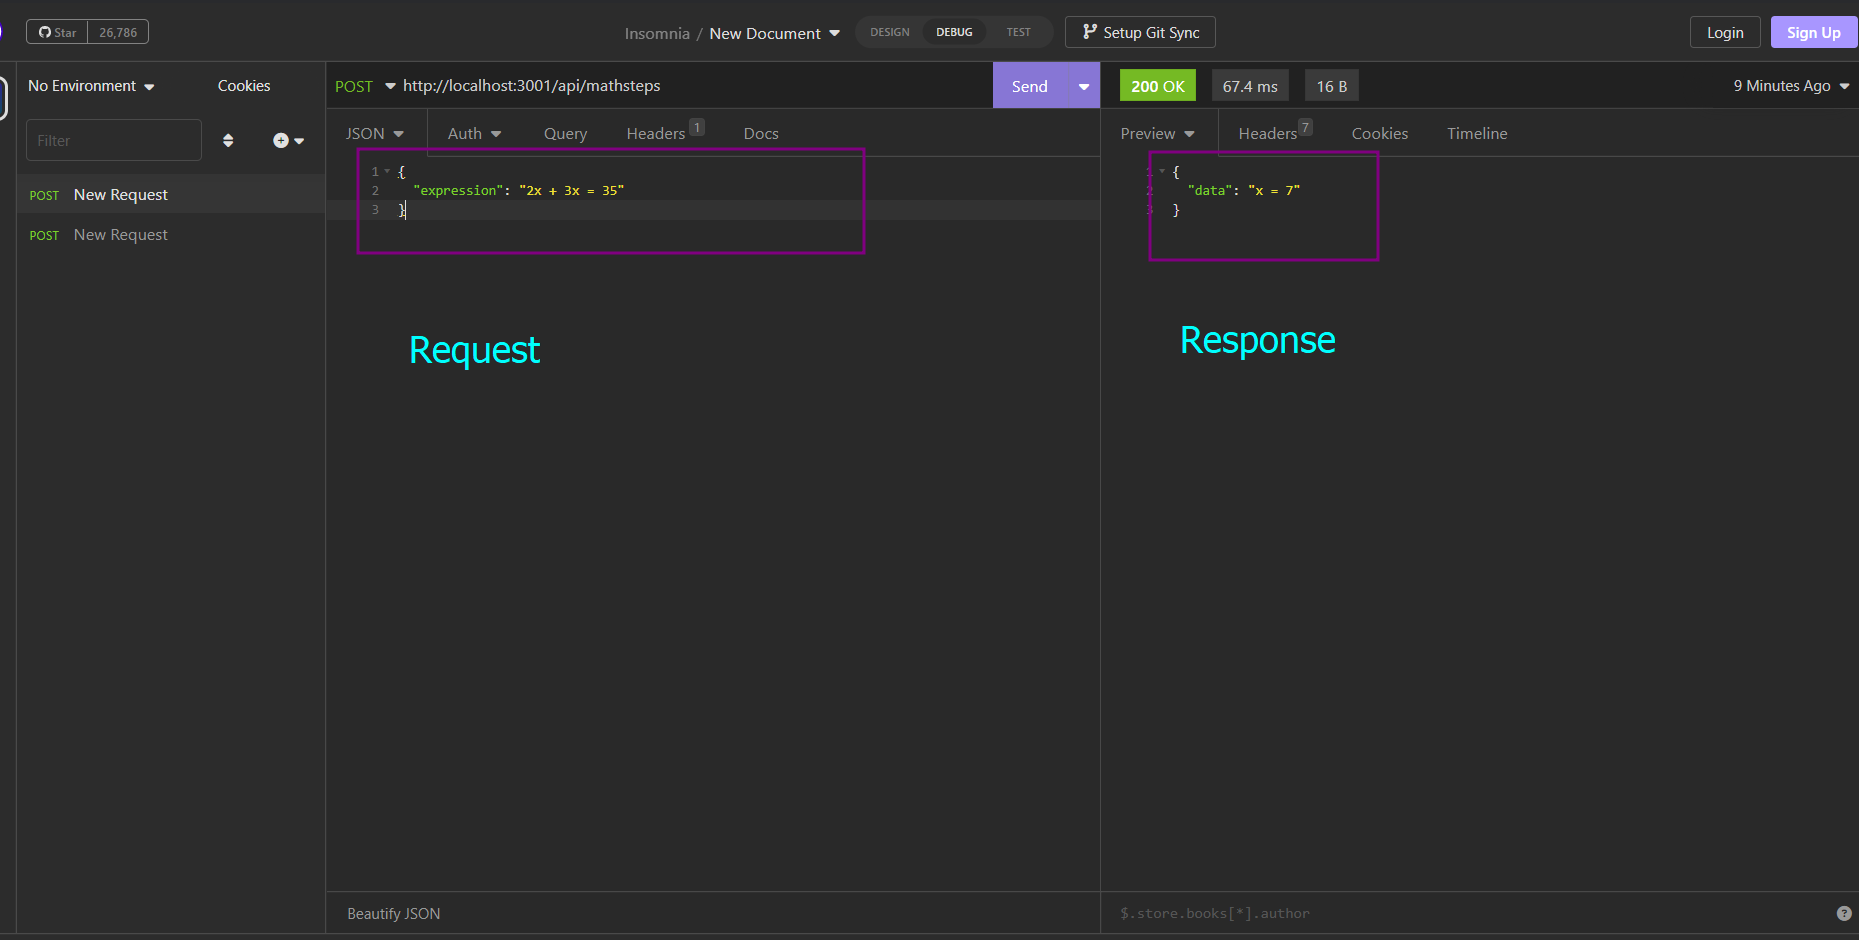 Star 26,786
Insomnia / New Document
DESIGN DEBUG TEST
Setup Git Sync
Login
Sign Up
No Environment
Cookies
Filter
POST New Request
POST New Request
POST http://localhost:3001/api/mathsteps
Send
JSON Auth Query Headers 1 Docs
1 {
2 "expression": "2x + 3x = 35"
3 }
Request
Beautify JSON
200 OK 67.4 ms 16 B
9 Minutes Ago
Preview Headers 7 Cookies Timeline
1 {
2 "data": "x = 7"
3 }
Response
$.store.books[*].author
?